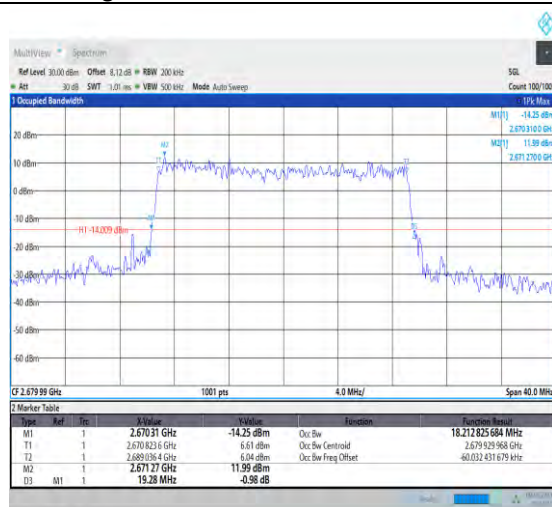 MultiView Spectrum
Ref Level 30.00 dBm Offset 8.12 dB RBW 200 kHz SGL
Att 30 dB SWT 1.01 ms VBW 500 kHz Mode Auto Sweep Count 100/100
1 Occupied Bandwidth 1Pk Max
M1[1] -14.25 dBm
2.670 310 0 GHz
20 dBm M2[1] 11.99 dBm
2.671 270 0 GHz
M2
10 dBm T1 T2
0 dBm
-10 dBm
H1 -14.009 dBm
-20 dBm
-30 dBm
-40 dBm
-50 dBm
-60 dBm
CF 2.679 99 GHz 1001 pts 4.0 MHz/ Span 40.0 MHz
2 Marker Table
Type Ref Trc X-Value Y-Value Function Function Result
M1 1 2.670 31 GHz -14.25 dBm Occ Bw 18.212 825 684 MHz
T1 1 2.670 823 6 GHz 6.61 dBm Occ Bw Centroid 2.679 929 968 GHz
T2 1 2.689 036 4 GHz 6.04 dBm Occ Bw Freq Offset -60.032 431 679 kHz
M2 1 2.671 27 GHz 11.99 dBm
D3 M1 1 19.28 MHz -0.98 dB